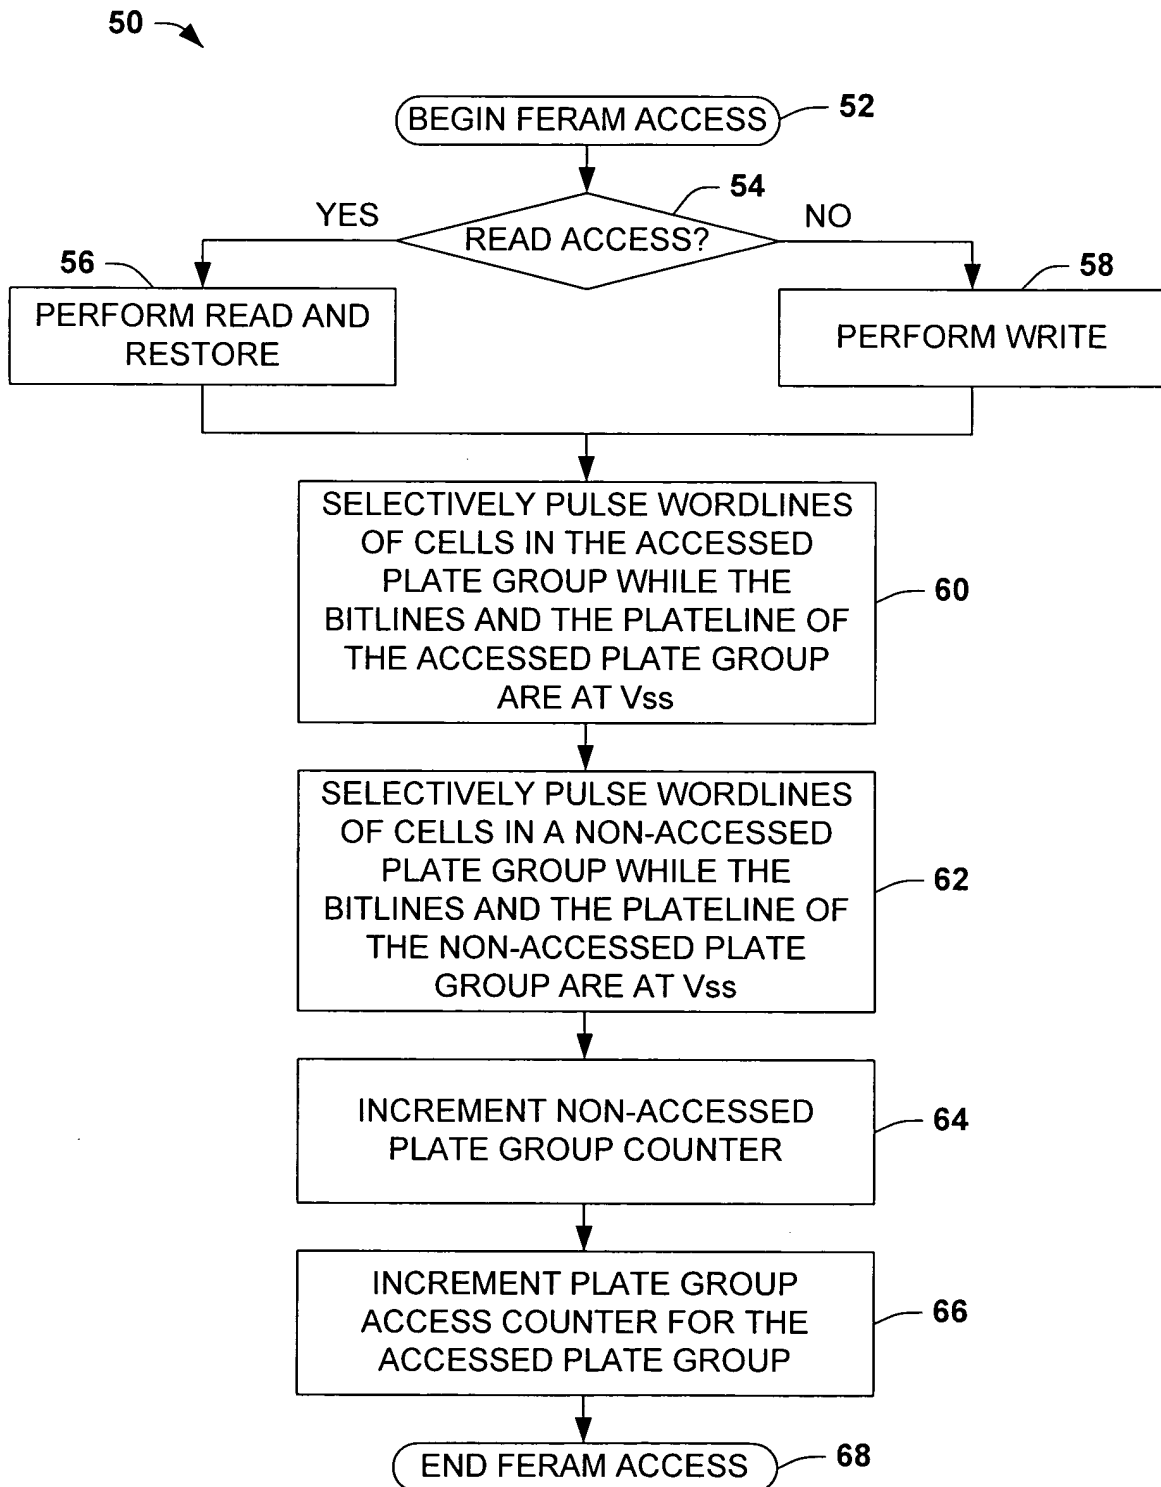 50
BEGIN FERAM ACCESS
52
54
YES
READ ACCESS?
NO
56
58
PERFORM READ AND
RESTORE
PERFORM WRITE
SELECTIVELY PULSE WORDLINES
OF CELLS IN THE ACCESSED
PLATE GROUP WHILE THE
BITLINES AND THE PLATELINE OF
THE ACCESSED PLATE GROUP
ARE AT Vss
60
SELECTIVELY PULSE WORDLINES
OF CELLS IN A NON-ACCESSED
PLATE GROUP WHILE THE
BITLINES AND THE PLATELINE OF
THE NON-ACCESSED PLATE
GROUP ARE AT Vss
62
INCREMENT NON-ACCESSED
PLATE GROUP COUNTER
64
INCREMENT PLATE GROUP
ACCESS COUNTER FOR THE
ACCESSED PLATE GROUP
66
END FERAM ACCESS
68